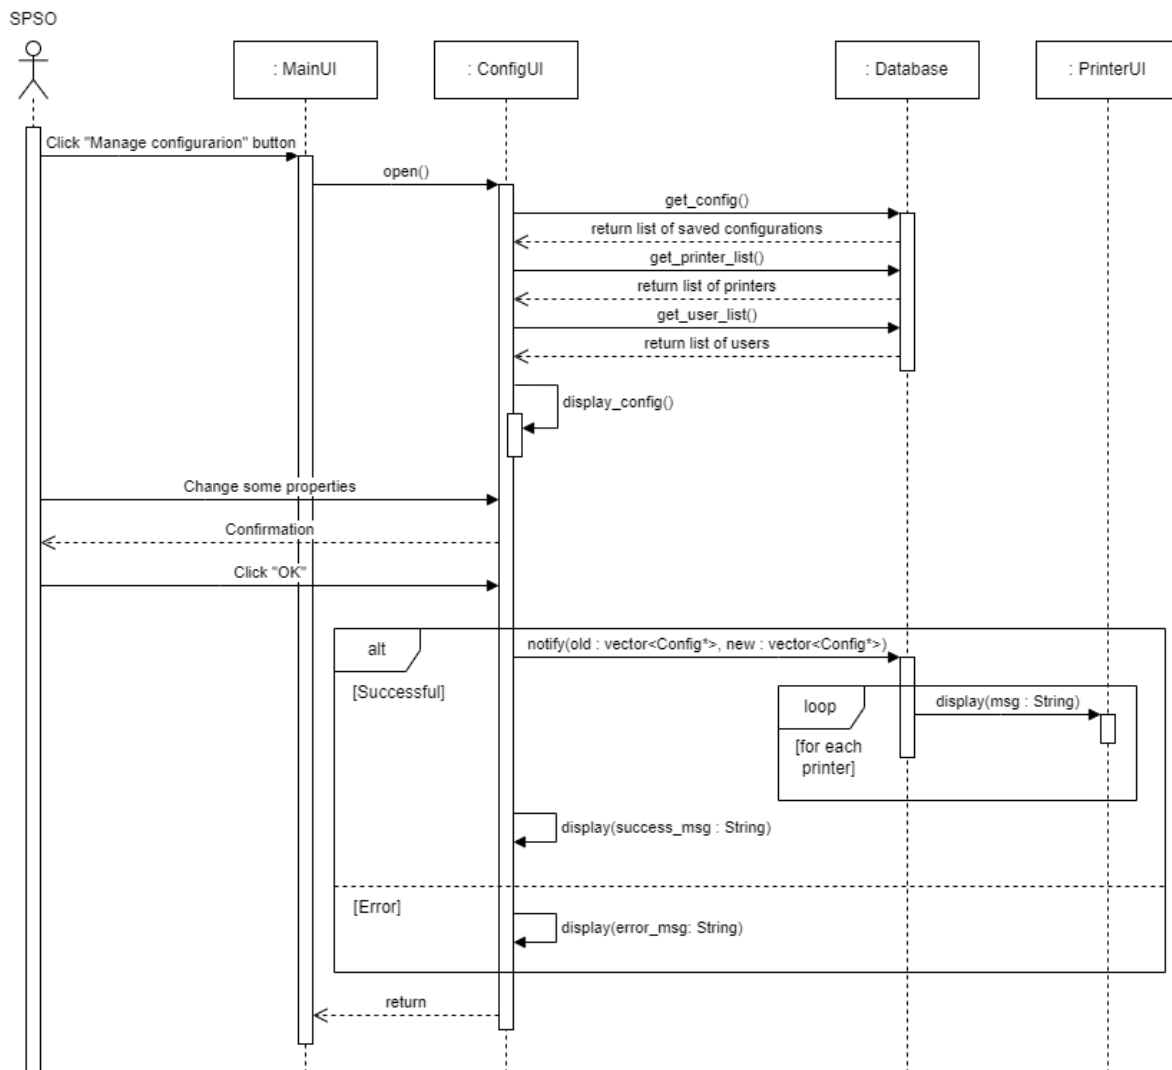 SPSO
: MainUI
: ConfigUI
: Database
: PrinterUI
Click "Manage configurarion" button
open()
get_config()
return list of saved configurations
get_printer_list()
return list of printers
get_user_list()
return list of users
display_config()
Change some properties
Confirmation
Click "OK"
alt
notify(old : vector<Config*>, new : vector<Config*>)
[Successful]
loop
display(msg : String)
[for each
printer]
display(success_msg : String)
[Error]
display(error_msg: String)
return